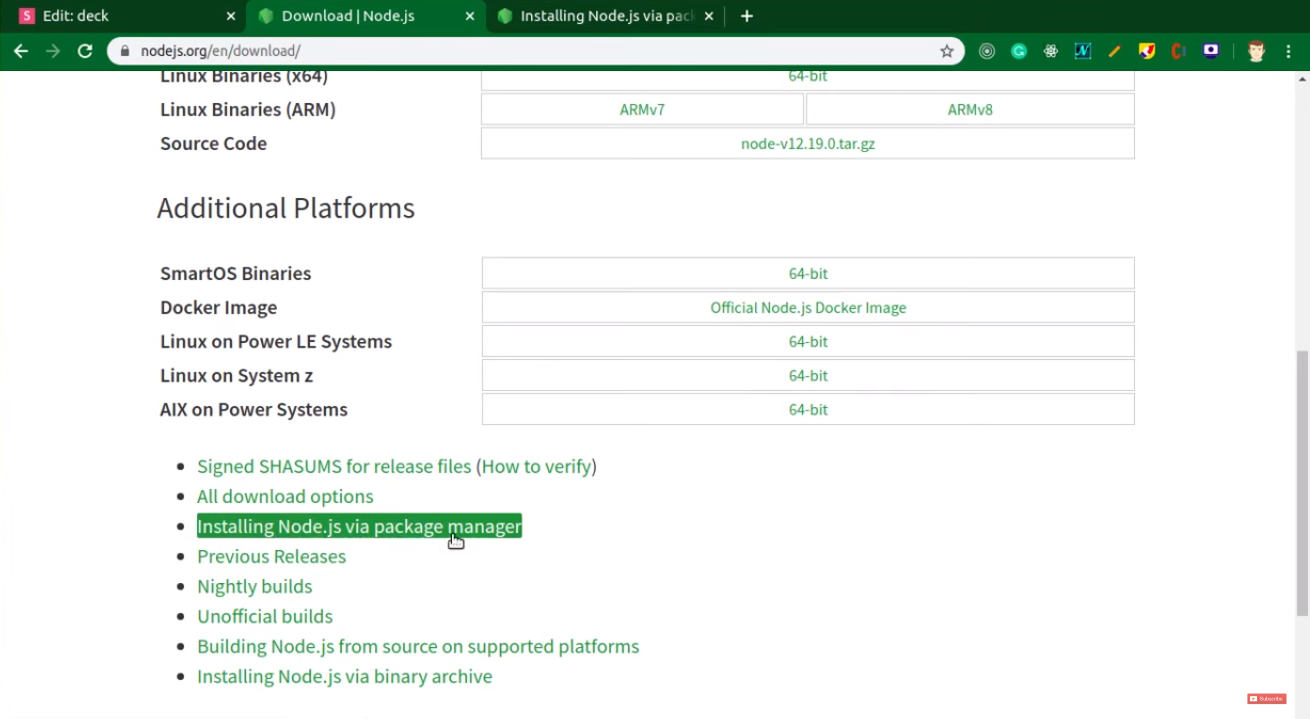 S Edit: deck
Download | Node.js
Installing Node.js via pac
nodejs.org/en/download/
Linux Binaries (x64) 64-bit
Linux Binaries (ARM) ARMv7 ARMv8
Source Code node-v12.19.0.tar.gz
Additional Platforms
SmartOS Binaries 64-bit
Docker Image Official Node.js Docker Image
Linux on Power LE Systems 64-bit
Linux on System z 64-bit
AIX on Power Systems 64-bit
Signed SHASUMS for release files (How to verify)
All download options
Installing Node.js via package manager
Previous Releases
Nightly builds
Unofficial builds
Building Node.js from source on supported platforms
Installing Node.js via binary archive
Subscribe